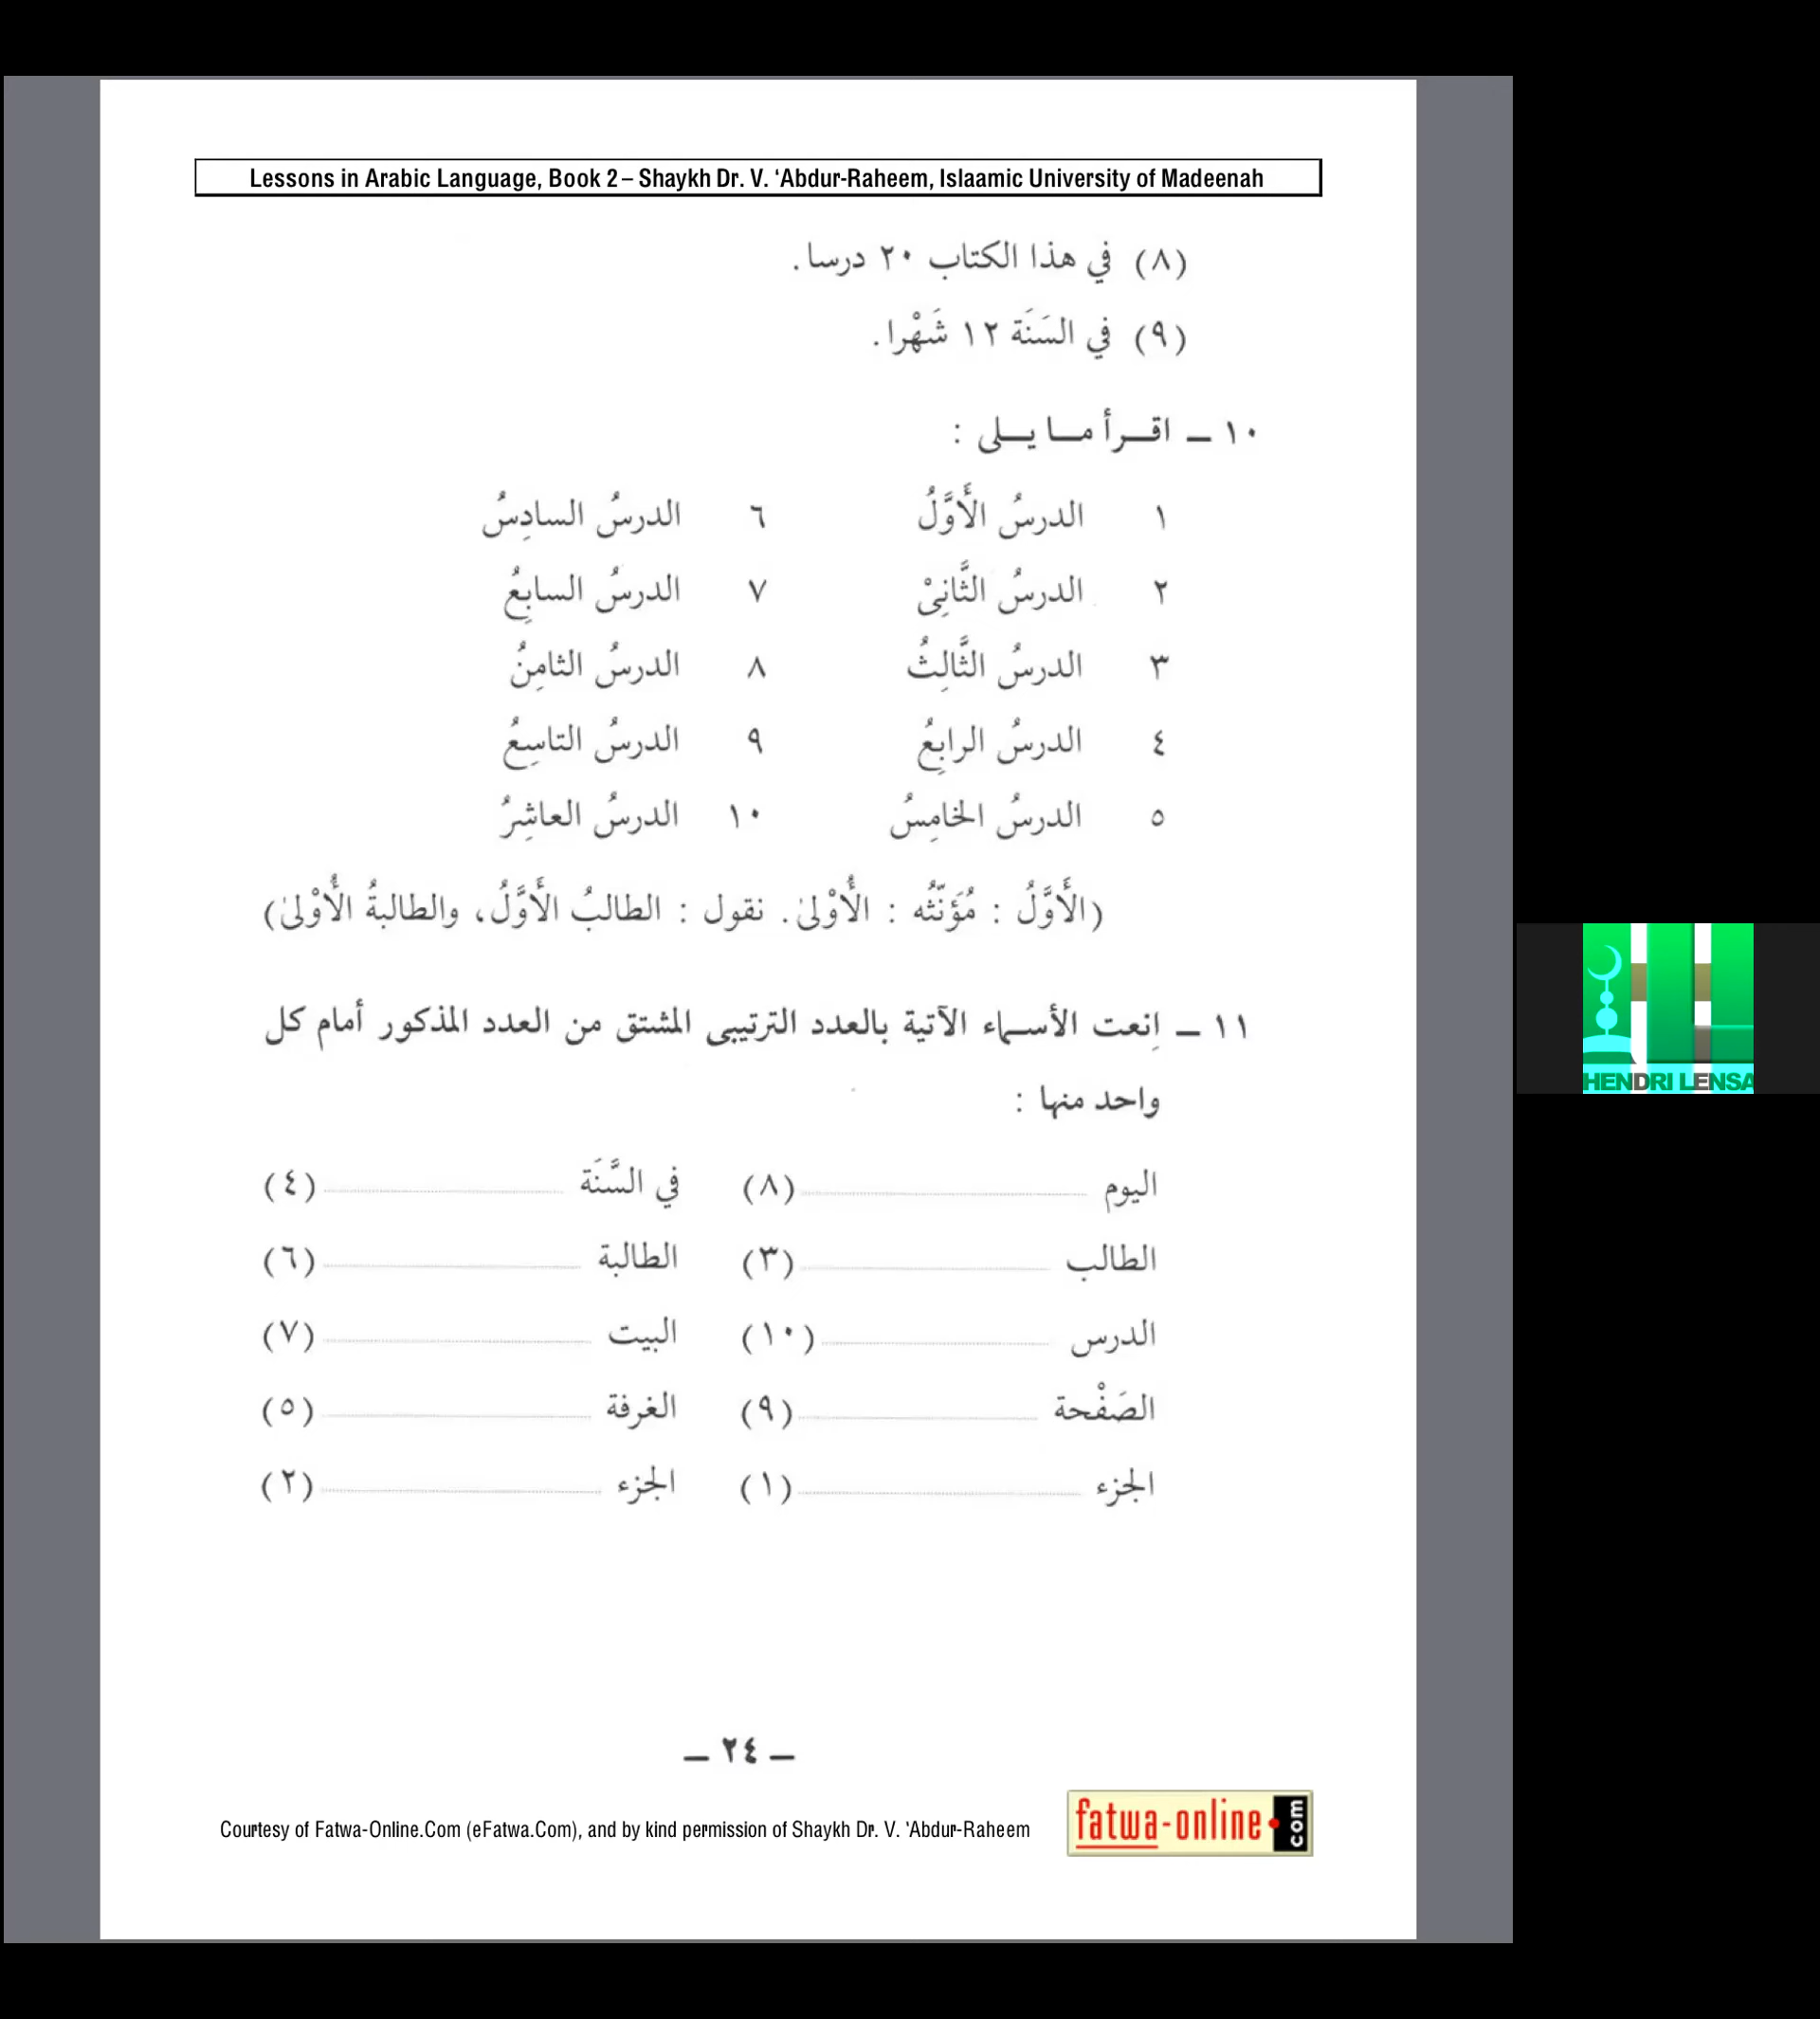 Lessons in Arabic Language, Book 2 – Shaykh Dr. V. ‘Abdur-Raheem, Islaamic University of Madeenah
(٨) في هذا الكتاب ٢٠ درسا.
(٩) في السَنَة ١٢ شَهْرا.
١٠ ـ اقـــرأ مـــا يـــلى :
١ الدرسُ الأَوَّلُ ٦ الدرسُ السادِسُ
٢ الدرسُ الثَّانِىْ ٧ الدرسُ السابِعُ
٣ الدرسُ الثَّالِثُ ٨ الدرسُ الثامِنُ
٤ الدرسُ الرابِعُ ٩ الدرسُ التاسِعُ
٥ الدرسُ الخامِسُ ١٠ الدرسُ العاشِرُ
(الأَوَّلُ : مُؤَنّثُه : الأُوْلىٰ. نقول : الطالبُ الأَوَّلُ، والطالبةُ الأُوْلىٰ)
١١ ـ اِنعت الأسماء الآتية بالعدد الترتيبى المشتق من العدد المذكور أمام كل
واحد منها :
اليوم (٨) في السَّنَة (٤)
الطالب (٣) الطالبة (٦)
الدرس (١٠) البيت (٧)
الصَفْحة (٩) الغرفة (٥)
الجزء (١) الجزء (٢)
ـ ٢٤ ـ
Courtesy of Fatwa-Online.Com (eFatwa.Com), and by kind permission of Shaykh Dr. V. ‘Abdur-Raheem
fatwa-online.com
HENDRI LENSA